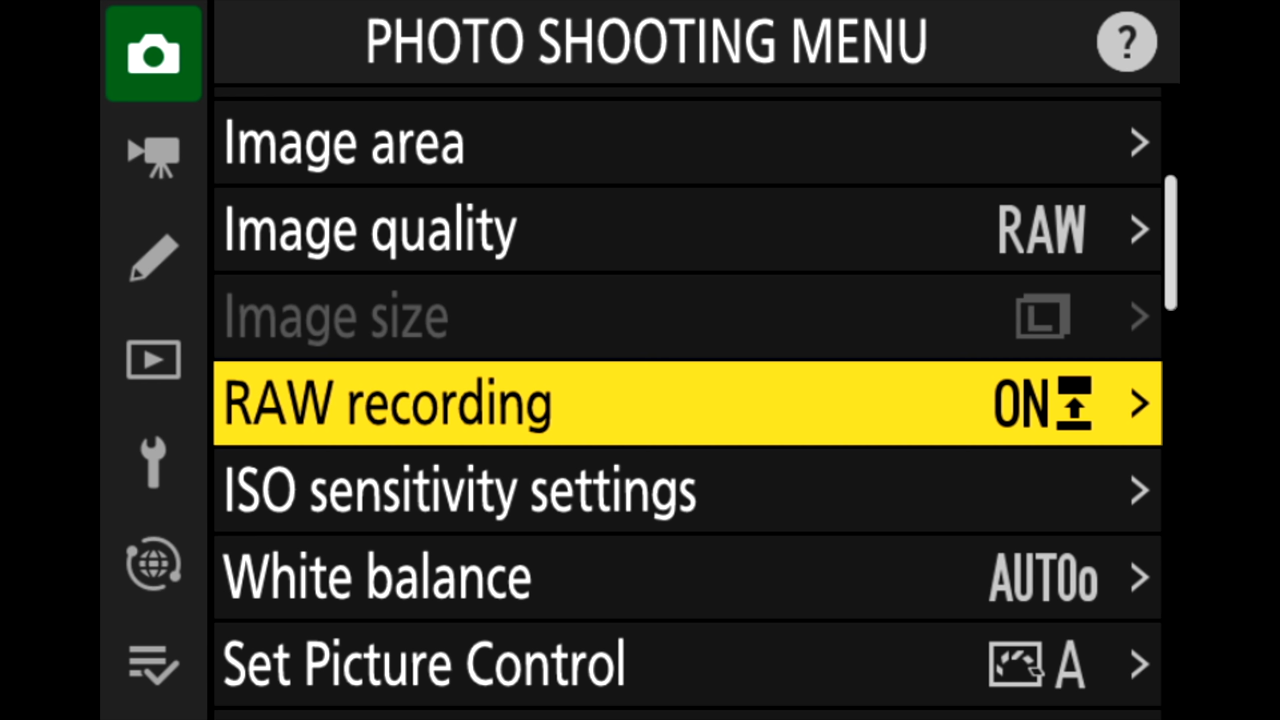 PHOTO SHOOTING MENU ?
Image area
Image quality RAW
Image size L
RAW recording ON
ISO sensitivity settings
White balance AUTO0
Set Picture Control A